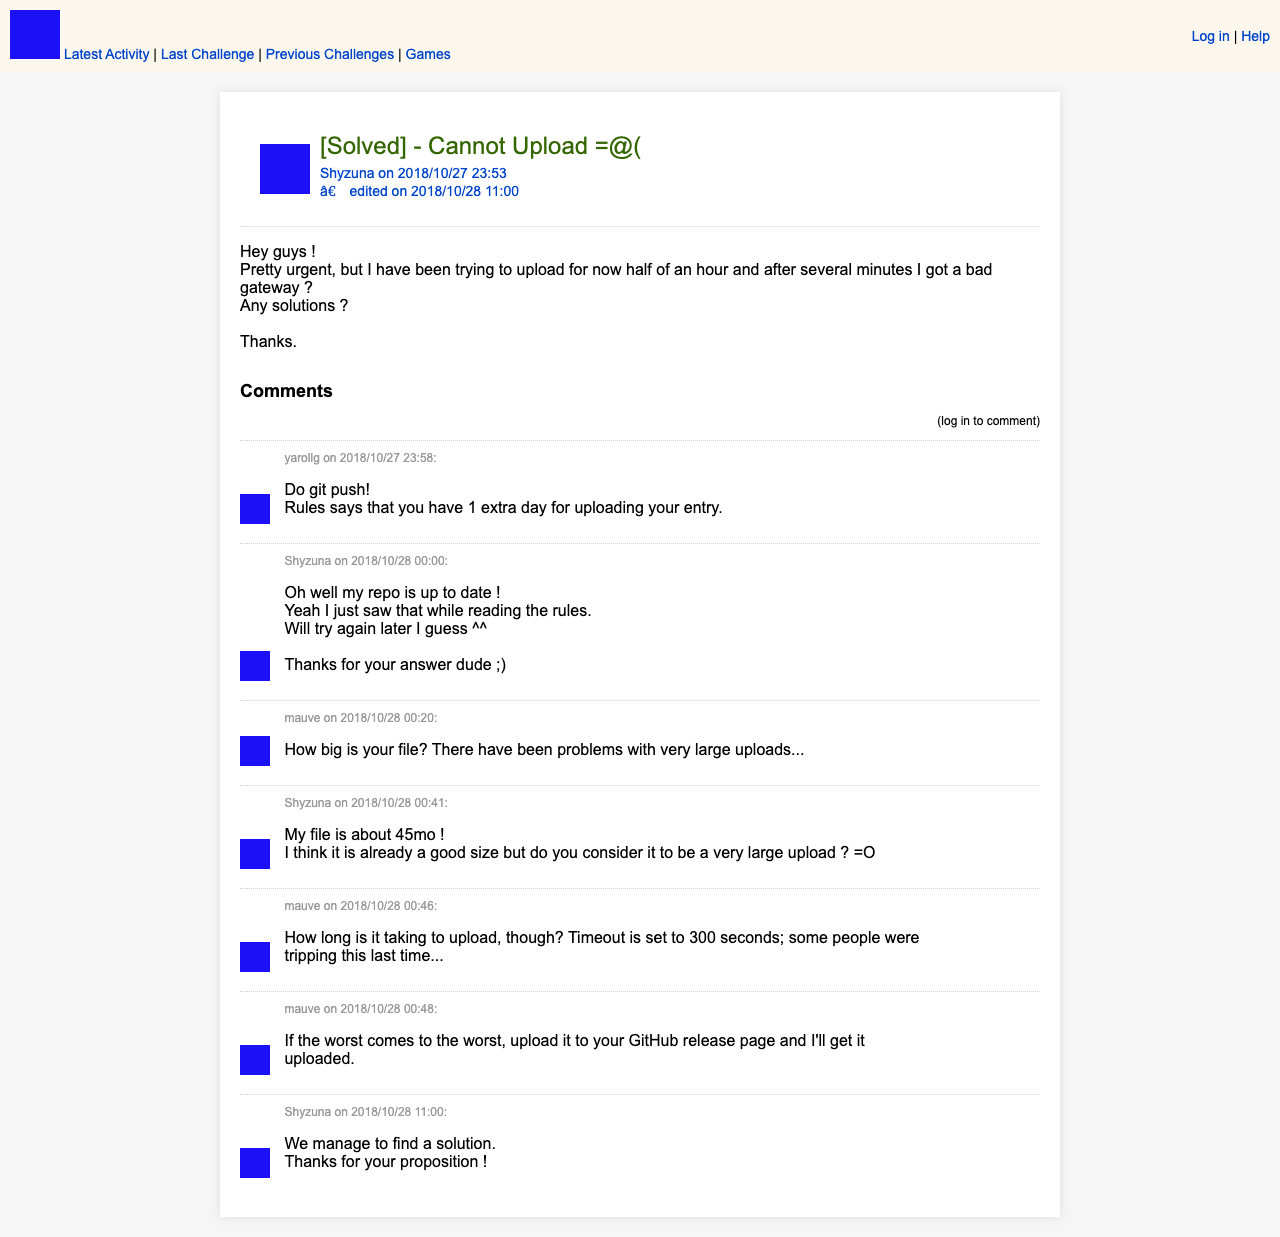 Latest Activity | Last Challenge | Previous Challenges | Games
Log in | Help
[Solved] - Cannot Upload =@(
Shyzuna on 2018/10/27 23:53
â€ edited on 2018/10/28 11:00
Hey guys !
Pretty urgent, but I have been trying to upload for now half of an hour and after several minutes I got a bad
gateway ?
Any solutions ?
Thanks.
Comments
(log in to comment)
yarollg on 2018/10/27 23:58:
Do git push!
Rules says that you have 1 extra day for uploading your entry.
Shyzuna on 2018/10/28 00:00:
Oh well my repo is up to date !
Yeah I just saw that while reading the rules.
Will try again later I guess ^^
Thanks for your answer dude ;)
mauve on 2018/10/28 00:20:
How big is your file? There have been problems with very large uploads...
Shyzuna on 2018/10/28 00:41:
My file is about 45mo !
I think it is already a good size but do you consider it to be a very large upload ? =O
mauve on 2018/10/28 00:46:
How long is it taking to upload, though? Timeout is set to 300 seconds; some people were
tripping this last time...
mauve on 2018/10/28 00:48:
If the worst comes to the worst, upload it to your GitHub release page and I'll get it
uploaded.
Shyzuna on 2018/10/28 11:00:
We manage to find a solution.
Thanks for your proposition !